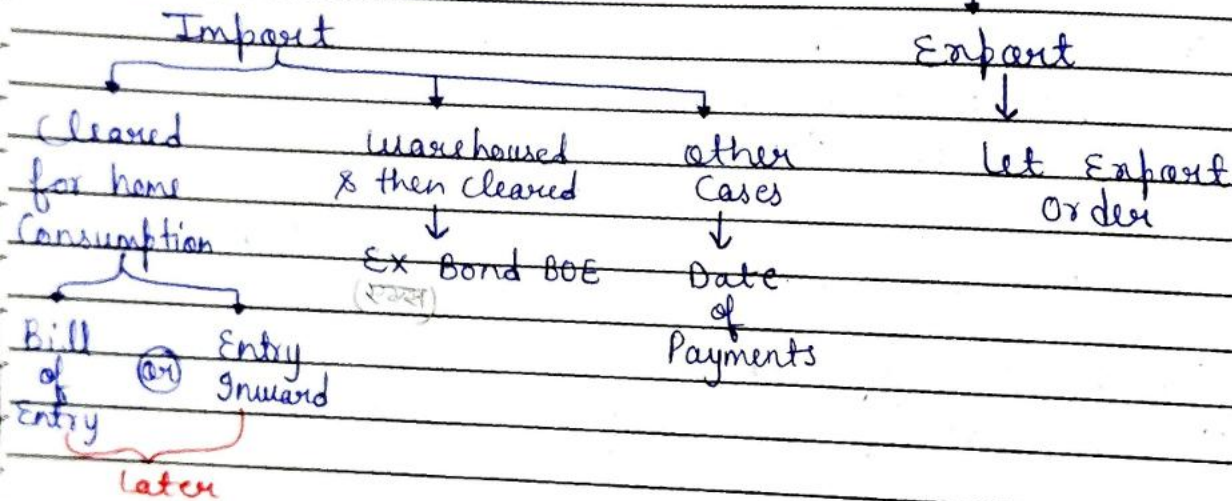 Import
Export
Cleared for home Consumption
Warehoused & then cleared
Other Cases
Let Export Order
Ex Bond BOE
Date of Payments
Bill of Entry
or
Entry Inward
Later